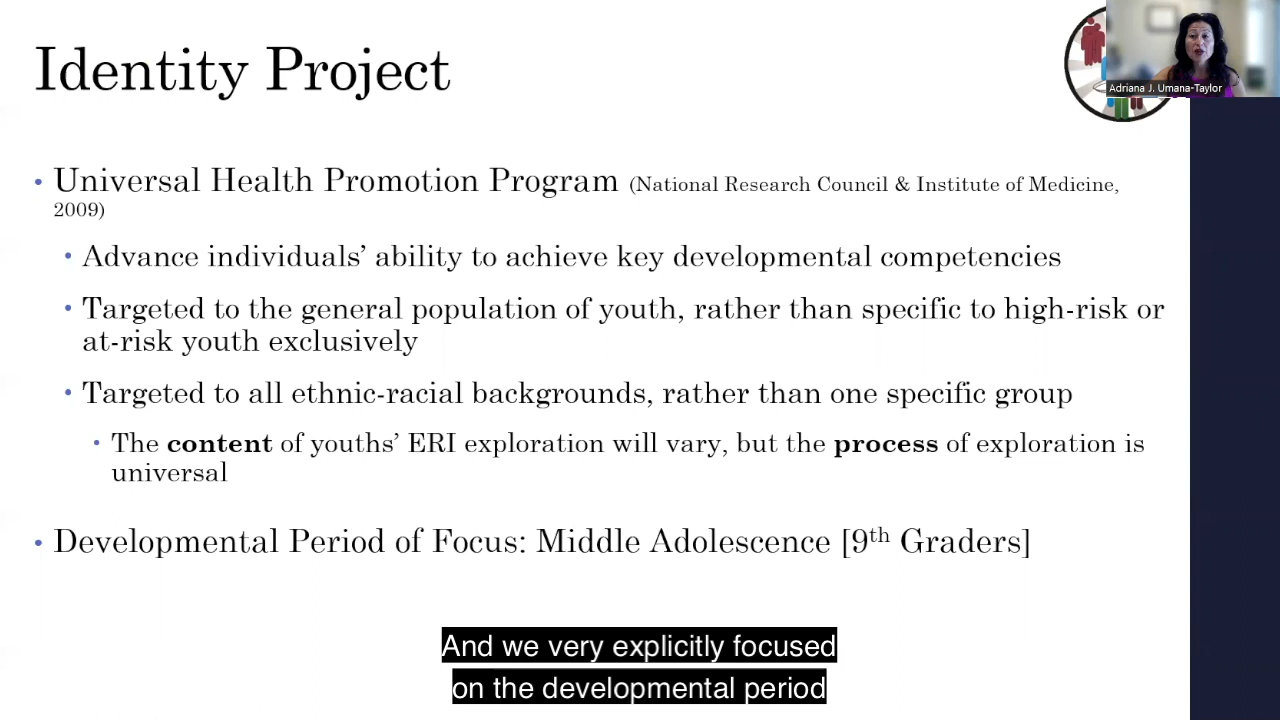 Identity Project
Adriana J. Umana-Taylor
• Universal Health Promotion Program (National Research Council & Institute of Medicine,
2009)
• Advance individuals’ ability to achieve key developmental competencies
• Targeted to the general population of youth, rather than specific to high-risk or
at-risk youth exclusively
• Targeted to all ethnic-racial backgrounds, rather than one specific group
• The content of youths’ ERI exploration will vary, but the process of exploration is
universal
• Developmental Period of Focus: Middle Adolescence [9th Graders]
And we very explicitly focused
on the developmental period